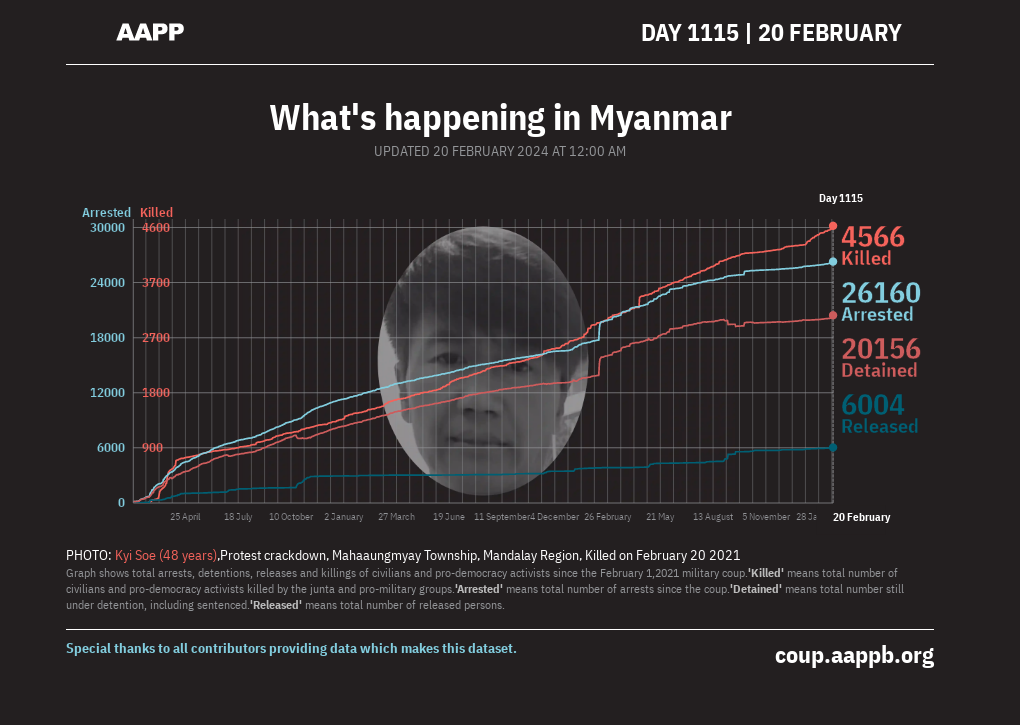 AAPP
DAY 1115 | 20 FEBRUARY
What's happening in Myanmar
UPDATED 20 FEBRUARY 2024 AT 12:00 AM
Day 1115
Arrested Killed
30000 4600
24000 3700
18000 2700
12000 1800
6000 900
0
4566
Killed
26160
Arrested
20156
Detained
6004
Released
25 April 18 July 10 October 2 January 27 March 19 June 11 September 4 December 26 February 21 May 13 August 5 November 28 Ja 20 February
PHOTO: Kyi Soe (48 years),Protest crackdown, Mahaaungmyay Township, Mandalay Region, Killed on February 20 2021
Graph shows total arrests, detentions, releases and killings of civilians and pro-democracy activists since the February 1,2021 military coup.'Killed' means total number of
civilians and pro-democracy activists killed by the junta and pro-military groups.'Arrested' means total number of arrests since the coup.'Detained' means total number still
under detention, including sentenced.'Released' means total number of released persons.
Special thanks to all contributors providing data which makes this dataset.
coup.aappb.org